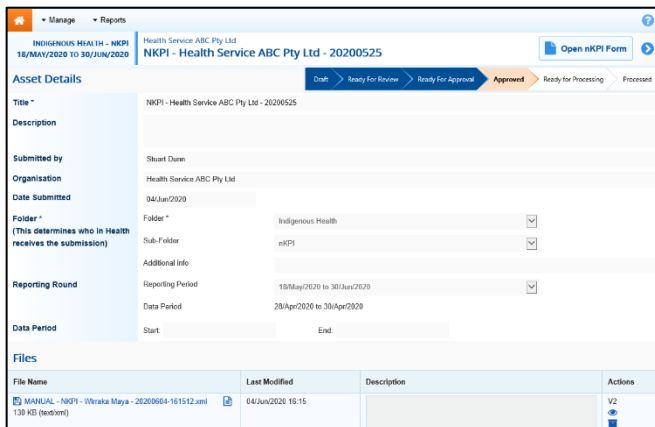 Manage Reports
INDIGENOUS HEALTH - NKPI
18/MAY/2020 TO 30/JUN/2020
Health Service ABC Pty Ltd
NKPI - Health Service ABC Pty Ltd - 20200525
Open nKPI Form
Asset Details
Draft Ready For Review Ready For Approval Approved Ready for Processing Processed
Title * NKPI - Health Service ABC Pty Ltd - 20200525
Description
Submitted by Stuart Dunn
Organisation Health Service ABC Pty Ltd
Date Submitted 04/Jun/2020
Folder * Folder * Indigenous Health
(This determines who in Health
receives the submission) Sub-Folder nKPI
Additional info
Reporting Round Reporting Period 18/May/2020 to 30/Jun/2020
Data Period 28/Apr/2020 to 30/Apr/2020
Data Period Start: End:
Files
File Name Last Modified Description Actions
MANUAL - NKPI - Wirraka Maya - 20200604-161512.xml 04/Jun/2020 16:15 V2
130 KB (text/xml)